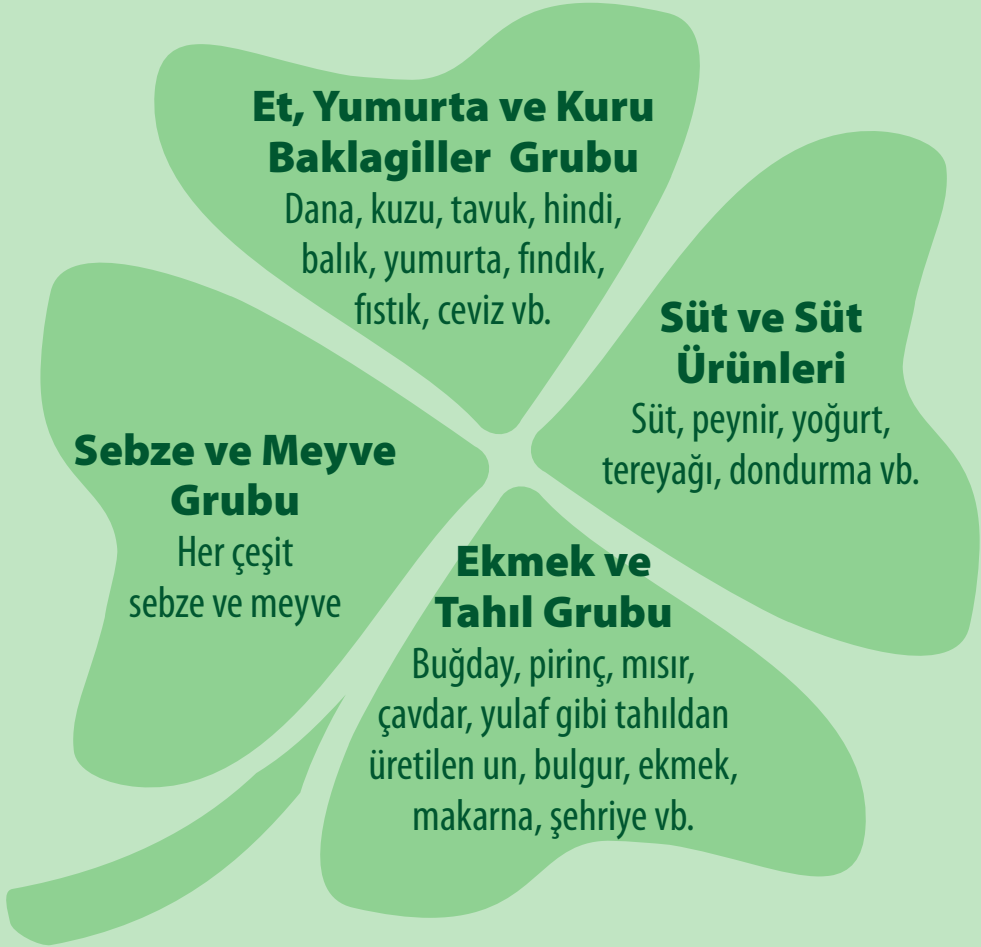 Et, Yumurta ve Kuru
Baklagiller Grubu
Dana, kuzu, tavuk, hindi,
balık, yumurta, fındık,
fıstık, ceviz vb.
Süt ve Süt
Ürünleri
Süt, peynir, yoğurt,
tereyağı, dondurma vb.
Sebze ve Meyve
Grubu
Her çeşit
sebze ve meyve
Ekmek ve
Tahıl Grubu
Buğday, pirinç, mısır,
çavdar, yulaf gibi tahıldan
üretilen un, bulgur, ekmek,
makarna, şehriye vb.